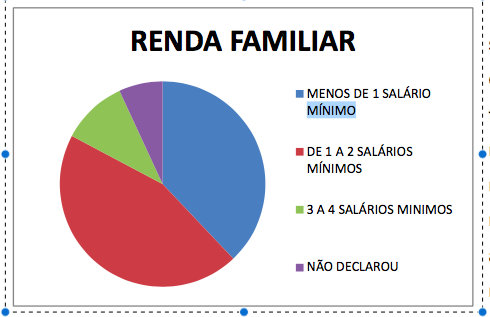 RENDA FAMILIAR
MENOS DE 1 SALÁRIO
MÍNIMO
DE 1 A 2 SALÁRIOS
MÍNIMOS
3 A 4 SALÁRIOS MINIMOS
NÃO DECLAROU